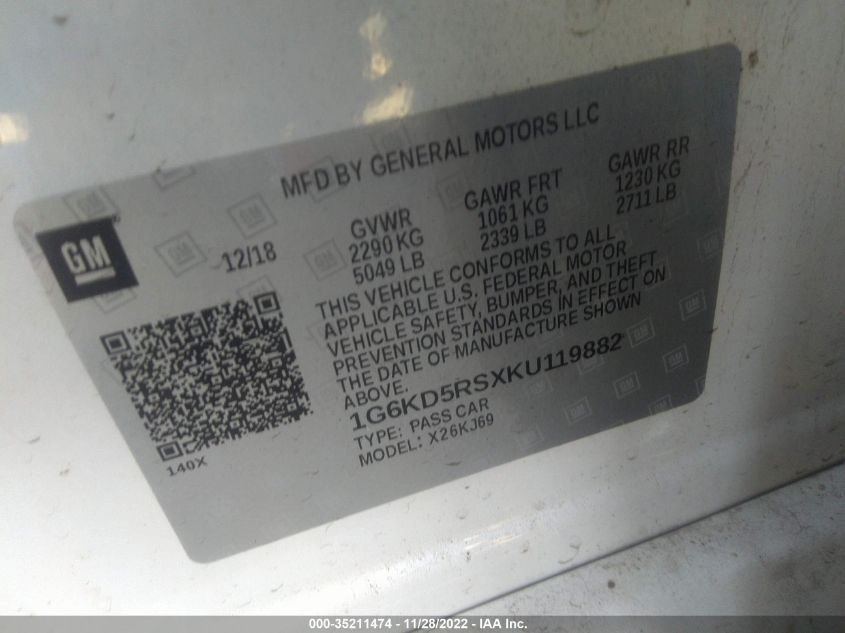 MFD BY GENERAL MOTORS LLC
GM
12/18
GVWR
2290 KG
5049 LB
GAWR FRT
1061 KG
2339 LB
GAWR RR
1230 KG
2711 LB
THIS VEHICLE CONFORMS TO ALL
APPLICABLE U.S. FEDERAL MOTOR
VEHICLE SAFETY, BUMPER, AND THEFT
PREVENTION STANDARDS IN EFFECT ON
THE DATE OF MANUFACTURE SHOWN
ABOVE.
1G6KD5RSXKU119882
TYPE: PASS CAR
MODEL: X26KJ69
140X
000-35211474 - 11/28/2022 - IAA Inc.